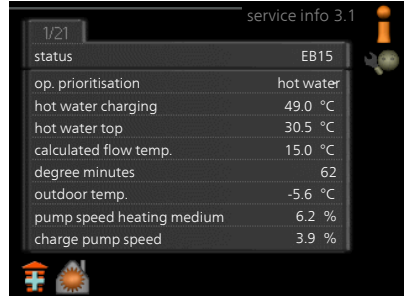 service info 3.1
1/21
status EB15
op. prioritisation hot water
hot water charging 49.0 °C
hot water top 30.5 °C
calculated flow temp. 15.0 °C
degree minutes 62
outdoor temp. -5.6 °C
pump speed heating medium 6.2 %
charge pump speed 3.9 %